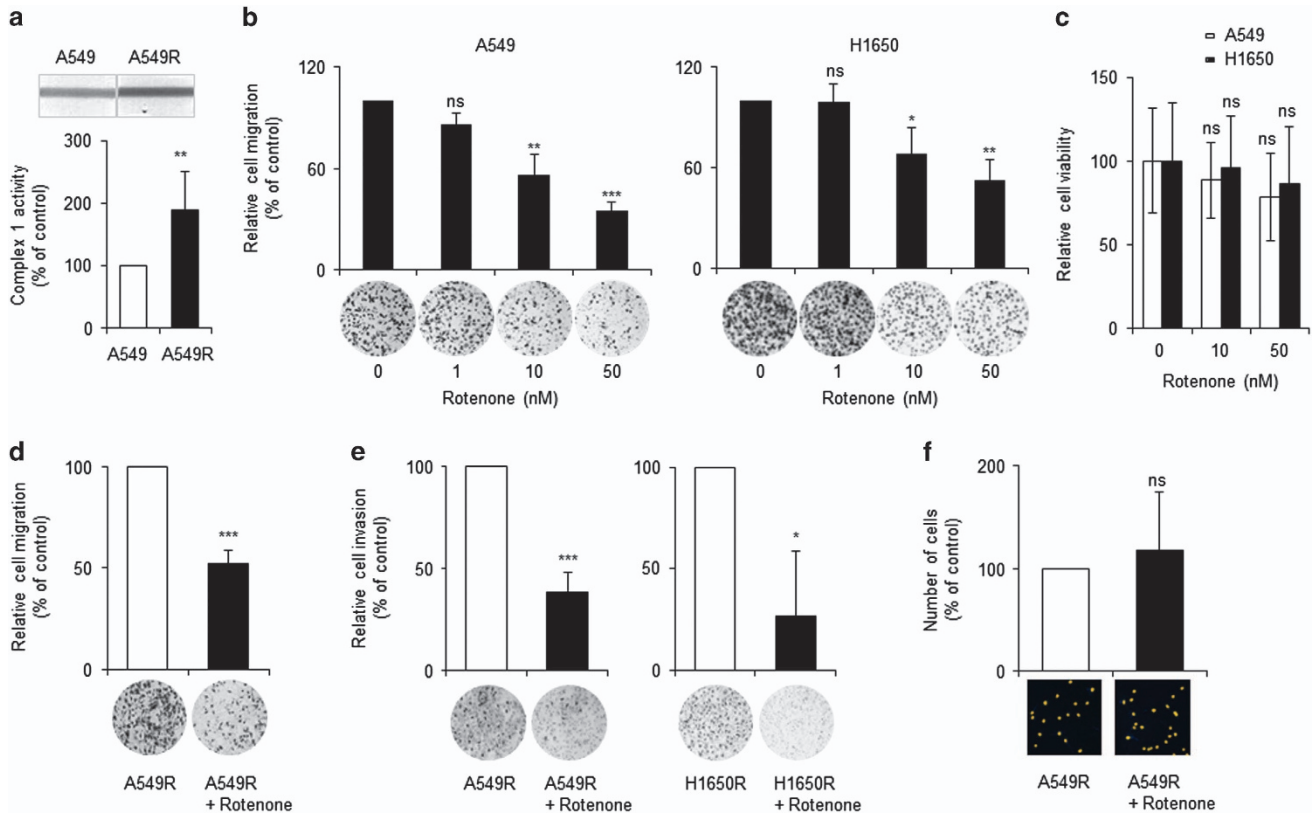 a
A549 A549R
Complex 1 activity
(% of control)
300
200
100
0
**
A549 A549R
b
A549
Relative cell migration
(% of control)
120
60
0
ns
**
***
0 1 10 50
Rotenone (nM)
H1650
120
60
0
ns
*
**
0 1 10 50
Rotenone (nM)
c
A549
H1650
Relative cell viability
150
100
50
0
ns ns ns ns
0 10 50
Rotenone (nM)
d
Relative cell migration
(% of control)
100
50
0
***
A549R A549R
+ Rotenone
e
Relative cell invasion
(% of control)
100
50
0
***
A549R A549R
+ Rotenone
100
50
0
*
H1650R H1650R
+ Rotenone
f
Number of cells
(% of control)
200
100
0
ns
A549R A549R
+ Rotenone